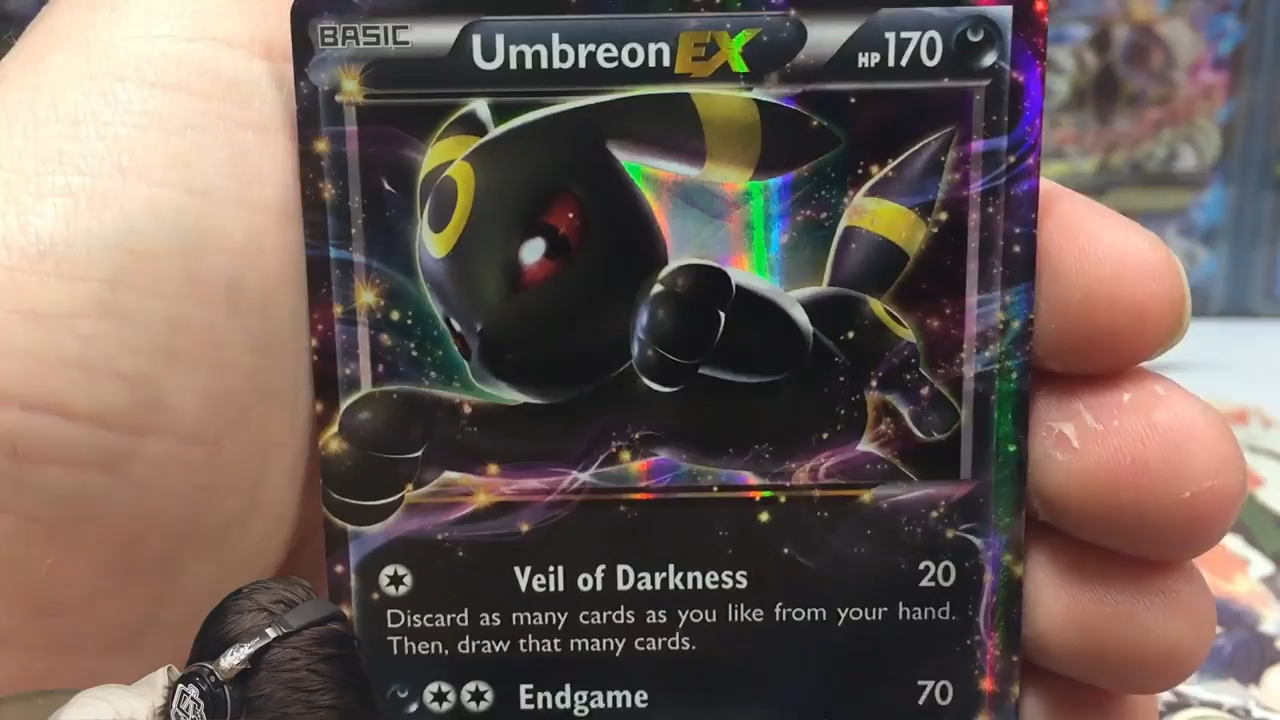 BASIC
Umbreon EX HP 170
Veil of Darkness 20
Discard as many cards as you like from your hand.
Then, draw that many cards.
Endgame 70